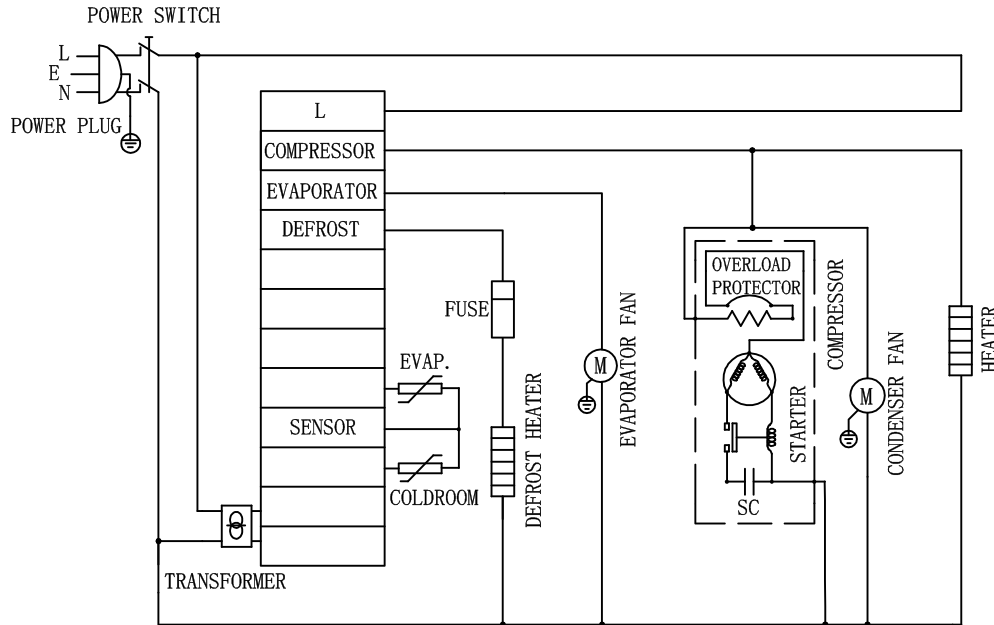 POWER SWITCH
L
E
N
POWER PLUG
L
COMPRESSOR
EVAPORATOR
DEFROST
SENSOR
EVAP.
COLDROOM
TRANSFORMER
FUSE
DEFROST HEATER
M
EVAPORATOR FAN
OVERLOAD
PROTECTOR
COMPRESSOR
STARTER
SC
M
CONDENSER FAN
HEATER